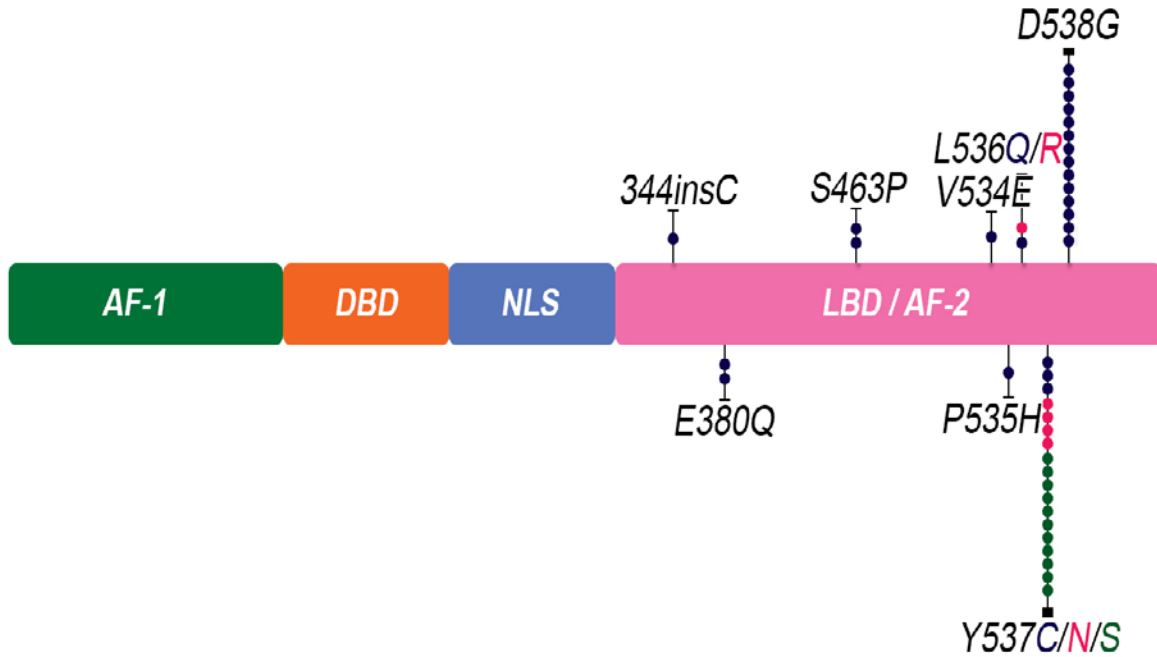 D538G
L536Q/R
344insC
S463P
V534E
AF-1
DBD
NLS
LBD / AF-2
E380Q
P535H
Y537C/N/S